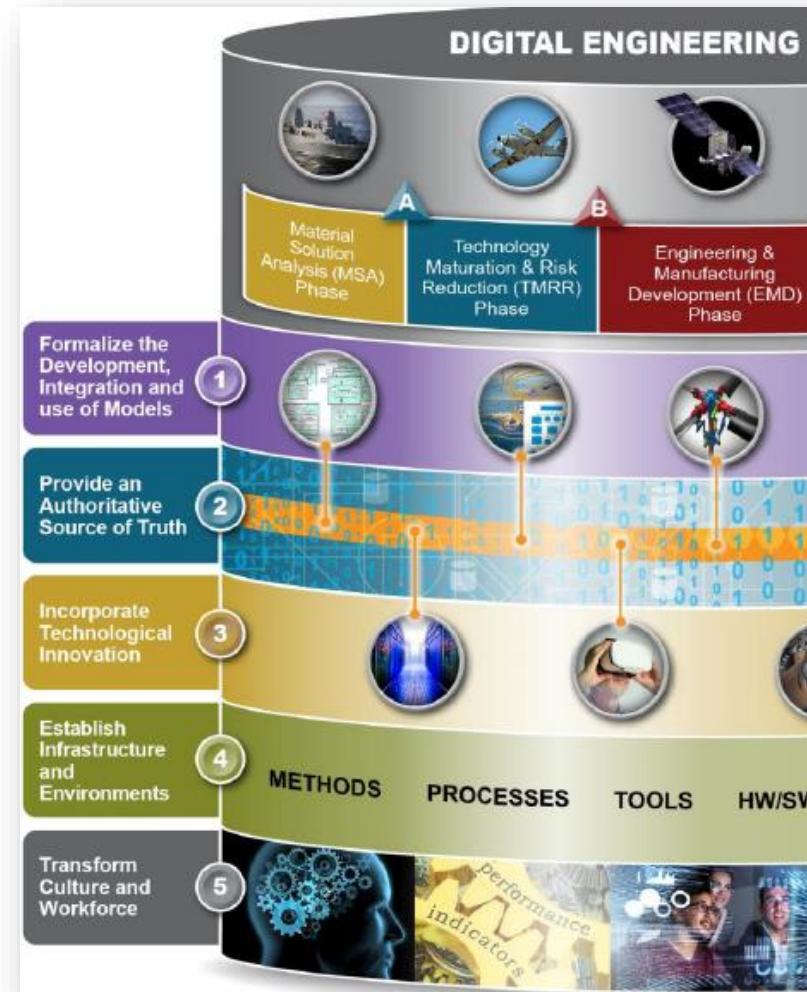 DIGITAL ENGINEERING
A
B
Material
Solution
Analysis (MSA)
Phase
Technology
Maturation & Risk
Reduction (TMRR)
Phase
Engineering &
Manufacturing
Development (EMD)
Phase
Formalize the
Development,
Integration and
use of Models
1
Provide an
Authoritative
Source of Truth
2
Incorporate
Technological
Innovation
3
Establish
Infrastructure
and
Environments
4
METHODS PROCESSES TOOLS HW/SW
Transform
Culture and
Workforce
5
performance
indicators